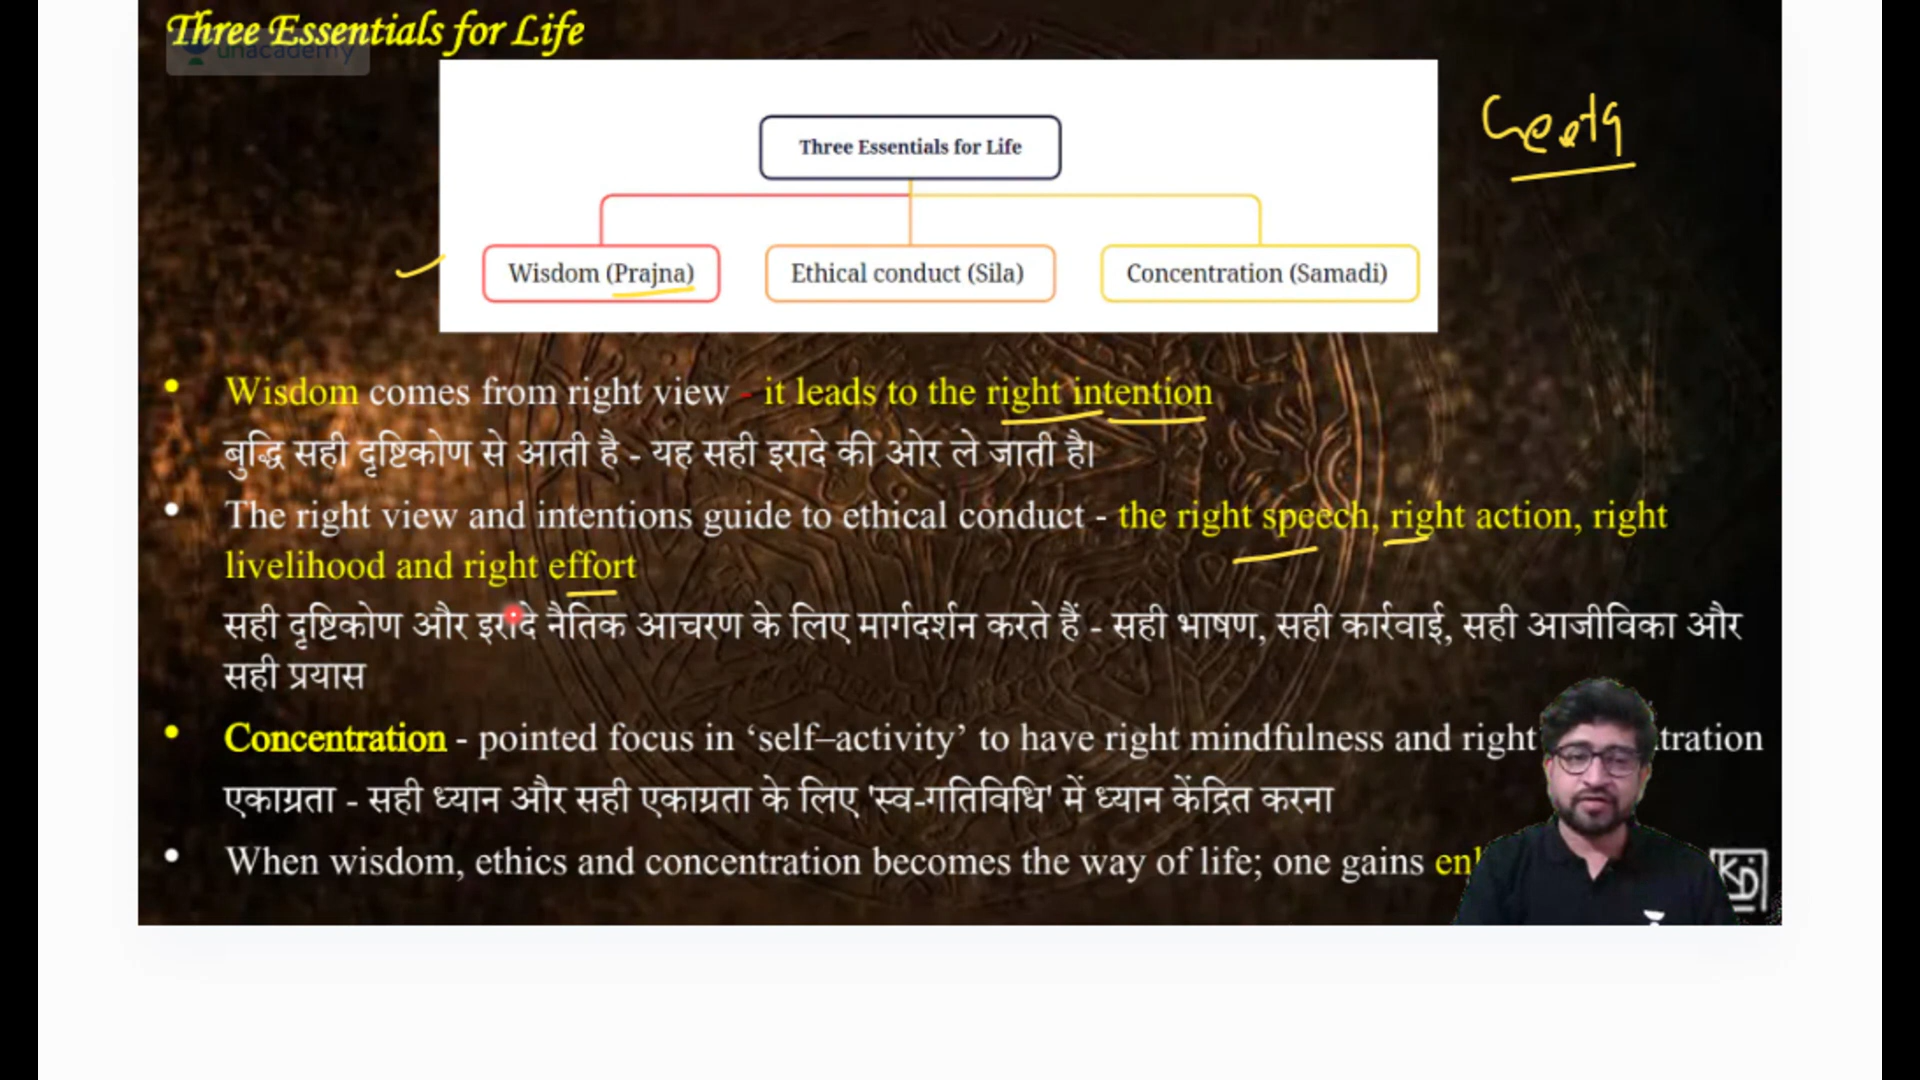 Three Essentials for Life
unacademy
Three Essentials for Life
Wisdom (Prajna)
Ethical conduct (Sila)
Concentration (Samadi)
• Wisdom comes from right view - it leads to the right intention
बुद्धि सही दृष्टिकोण से आती है - यह सही इरादे की ओर ले जाती है।
• The right view and intentions guide to ethical conduct - the right speech, right action, right
livelihood and right effort
सही दृष्टिकोण और इरादे नैतिक आचरण के लिए मार्गदर्शन करते हैं - सही भाषण, सही कार्रवाई, सही आजीविका और
सही प्रयास
• Concentration - pointed focus in ‘self–activity’ to have right mindfulness and right tration
एकाग्रता - सही ध्यान और सही एकाग्रता के लिए 'स्व-गतिविधि' में ध्यान केंद्रित करना
• When wisdom, ethics and concentration becomes the way of life; one gains
KD